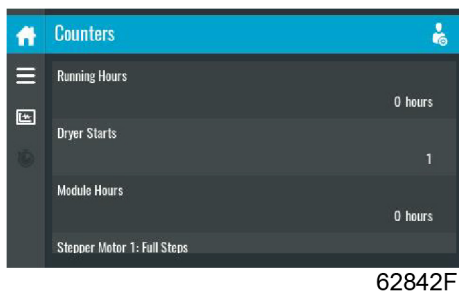 Counters
Running Hours
0 hours
Dryer Starts
1
Module Hours
0 hours
Stepper Motor 1: Full Steps
62842F